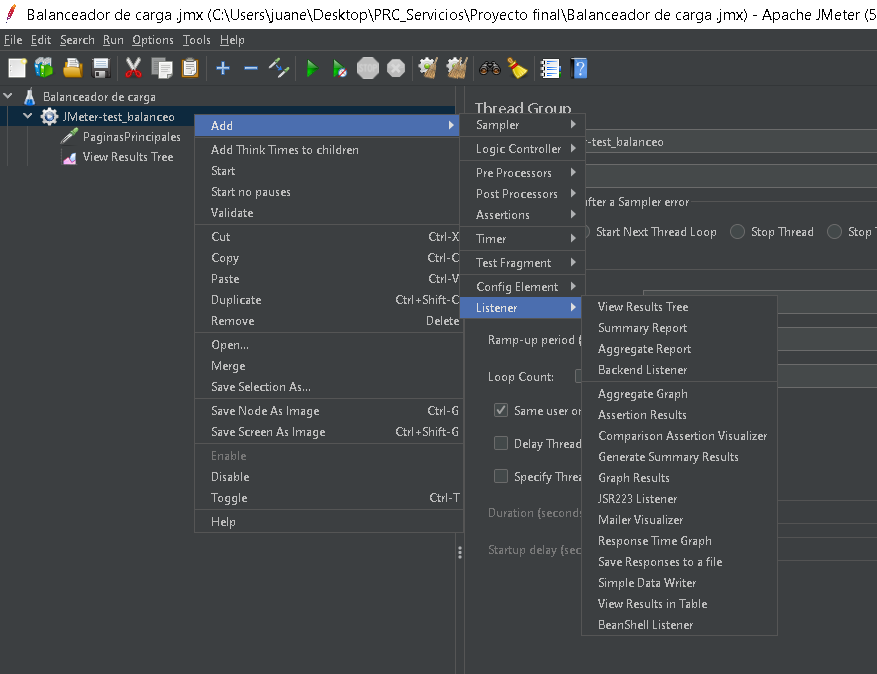 Balanceador de carga .jmx (C:\Users\juane\Desktop\PRC_Servicios\Proyecto final\Balanceador de carga .jmx) - Apache JMeter (5
File Edit Search Run Options Tools Help
STOP
Balanceador de carga
JMeter-test_balanceo
PaginasPrincipales
View Results Tree
Add
Add Think Times to children
Start
Start no pauses
Validate
Cut Ctrl-X
Copy Ctrl-C
Paste Ctrl-V
Duplicate Ctrl+Shift-C
Remove Delete
Open...
Merge
Save Selection As...
Save Node As Image Ctrl-G
Save Screen As Image Ctrl+Shift-G
Enable
Disable
Toggle Ctrl-T
Help
Sampler
Logic Controller
Pre Processors
Post Processors
Assertions
Timer
Test Fragment
Config Element
Listener
View Results Tree
Summary Report
Aggregate Report
Backend Listener
Aggregate Graph
Assertion Results
Comparison Assertion Visualizer
Generate Summary Results
Graph Results
JSR223 Listener
Mailer Visualizer
Response Time Graph
Save Responses to a file
Simple Data Writer
View Results in Table
BeanShell Listener
Thread Group
-test_balanceo
after a Sampler error
Start Next Thread Loop Stop Thread Stop
Ramp-up period (
Loop Count:
Same user on
Delay Thread
Specify Threa
Duration (seconds
Startup delay (sec